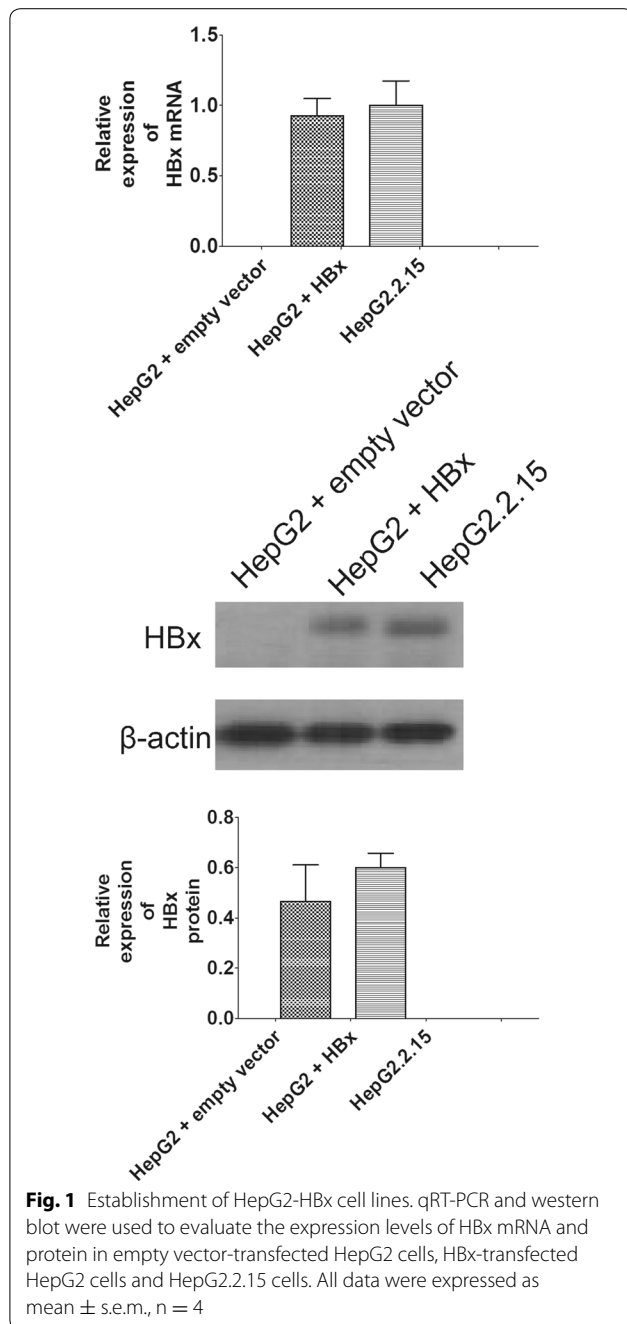 1.5
1.0
0.5
0.0
Relative
expression
of
HBx mRNA
HepG2 + empty vector
HepG2 + HBx
HepG2.2.15
HepG2 + empty vector
HepG2 + HBx
HepG2.2.15
HBx
β-actin
0.8
0.6
0.4
0.2
0.0
Relative
expression
of
HBx
protein
HepG2 + empty vector
HepG2 + HBx
HepG2.2.15
Fig. 1 Establishment of HepG2-HBx cell lines. qRT-PCR and western
blot were used to evaluate the expression levels of HBx mRNA and
protein in empty vector-transfected HepG2 cells, HBx-transfected
HepG2 cells and HepG2.2.15 cells. All data were expressed as
mean ± s.e.m., n = 4